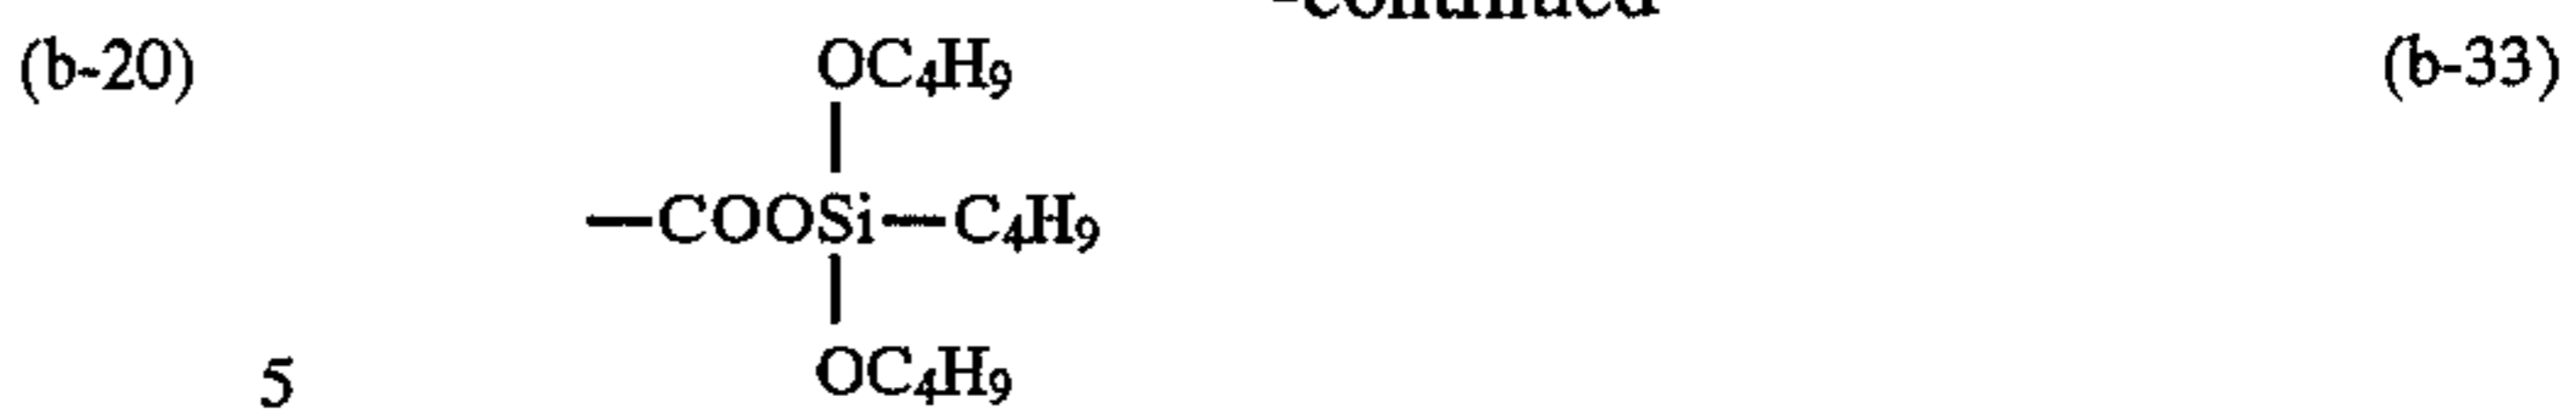 -continued
(b-20) OC4H9 (b-33)
—COOSi—C4H9
5 OC4H9